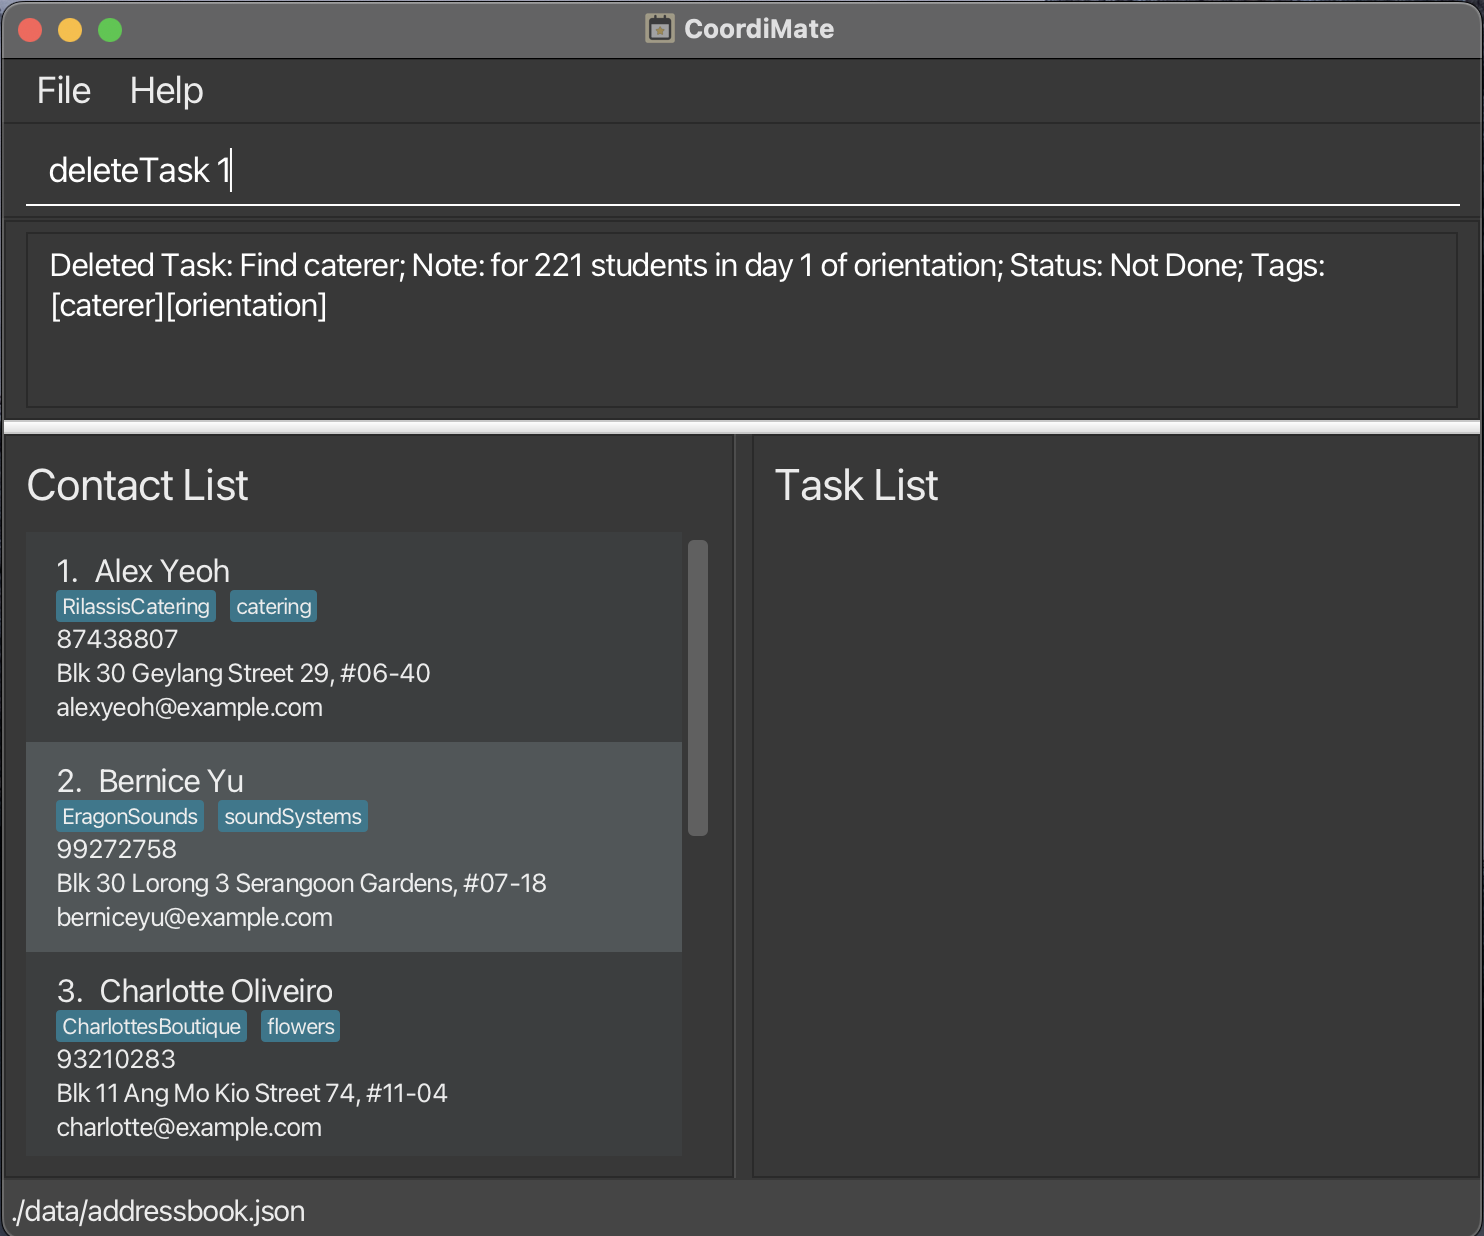 CoordiMate
File Help
deleteTask 1
Deleted Task: Find caterer; Note: for 221 students in day 1 of orientation; Status: Not Done; Tags:
[caterer][orientation]
Contact List
1. Alex Yeoh
RilassisCatering catering
87438807
Blk 30 Geylang Street 29, #06-40
alexyeoh@example.com
2. Bernice Yu
EragonSounds soundSystems
99272758
Blk 30 Lorong 3 Serangoon Gardens, #07-18
berniceyu@example.com
3. Charlotte Oliveiro
CharlottesBoutique flowers
93210283
Blk 11 Ang Mo Kio Street 74, #11-04
charlotte@example.com
Task List
./data/addressbook.json